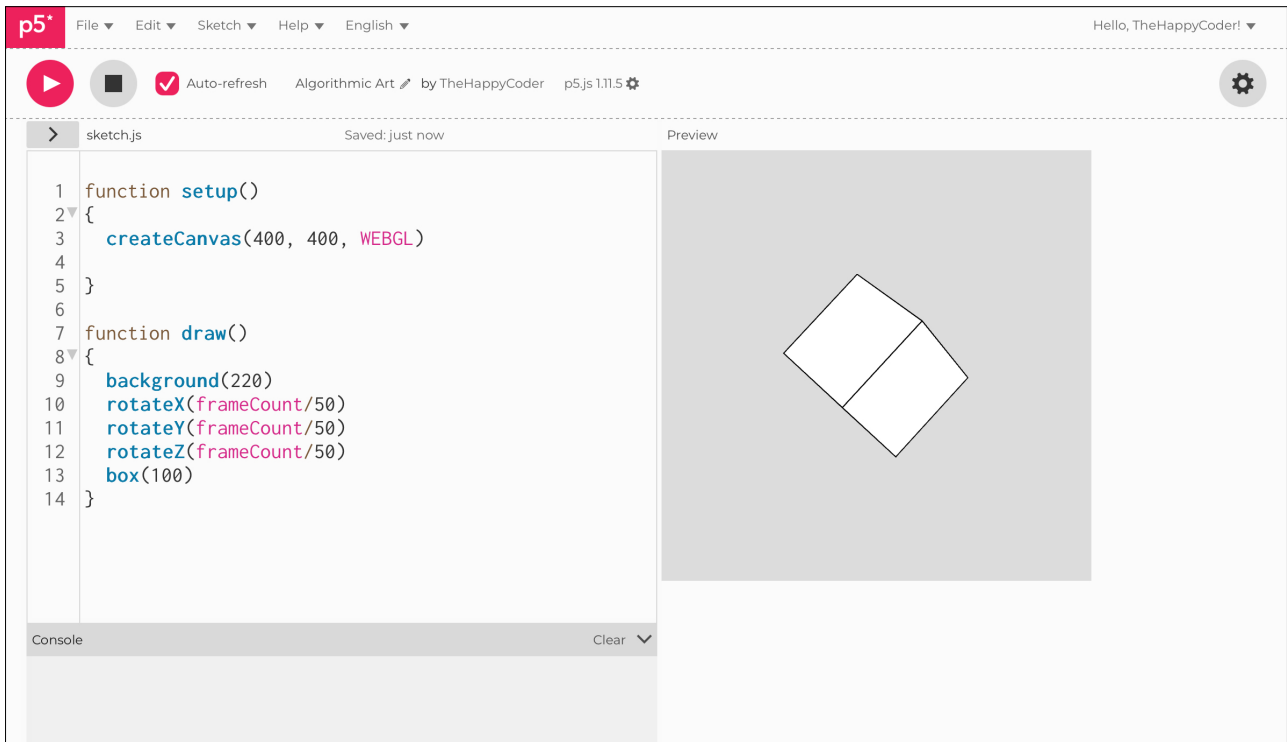 p5* File Edit Sketch Help English Hello, TheHappyCoder!
Auto-refresh Algorithmic Art by TheHappyCoder p5.js 1.11.5
sketch.js Saved: just now Preview
1 function setup()
2 {
3 createCanvas(400, 400, WEBGL)
4
5 }
6
7 function draw()
8 {
9 background(220)
10 rotateX(frameCount/50)
11 rotateY(frameCount/50)
12 rotateZ(frameCount/50)
13 box(100)
14 }
Console Clear